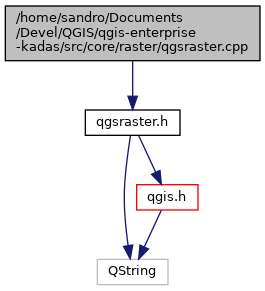 /home/sandro/Documents
/Devel/QGIS/qgis-enterprise
-kadas/src/core/raster/qgsraster.cpp
qgsraster.h
qgis.h
QString